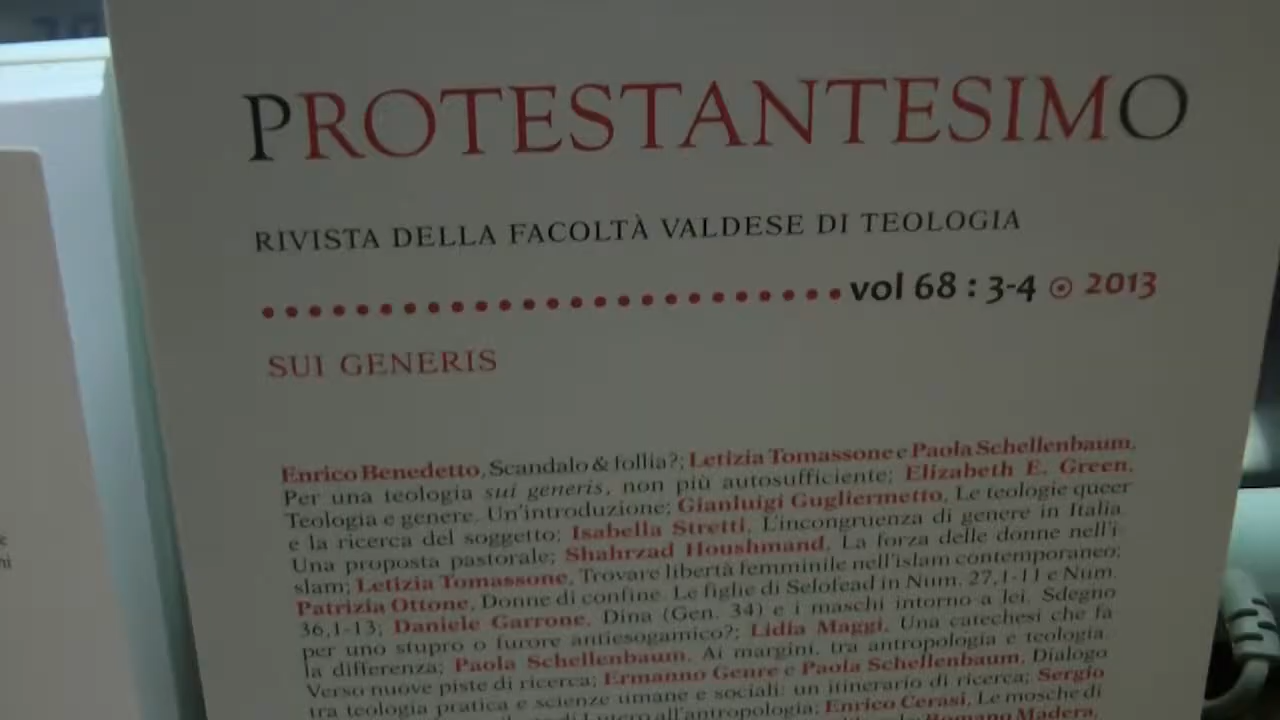 PROTESTANTESIMO
RIVISTA DELLA FACOLTÀ VALDESE DI TEOLOGIA
vol 68 : 3-4 2013
SUI GENERIS
Enrico Benedetto, Scandalo & follia?; Letizia Tomassone e Paola Schellenbaum,
Per una teologia sui generis, non più autosufficiente; Elizabeth E. Green,
Teologia e genere. Un'introduzione; Gianluigi Gugliermetto, Le teologie queer
e la ricerca del soggetto; Isabella Stretti, L'incongruenza di genere in Italia
Una proposta pastorale; Shahrzad Houshmand, La forza delle donne nell'i-
slam; Letizia Tomassone, Trovare libertà femminile nell'islam contemporaneo;
Patrizia Ottone, Donne di confine. Le figlie di Selofead in Num. 27,1-11 e Num.
36,1-13; Daniele Garrone, Dina (Gen. 34) e i maschi intorno a lei. Sdegno
per uno stupro o furore antiesogamico?; Lidia Maggi, Una catechesi che fa
la differenza; Paola Schellenbaum, Ai margini, tra antropologia e teologia.
Verso nuove piste di ricerca; Ermanno Genre e Paola Schellenbaum, Dialogo
tra teologia pratica e scienze umane e sociali: un itinerario di ricerca; Sergio
di Lutero all'antropologia; Enrico Cerasi, Le mosche di
Romano Madera,